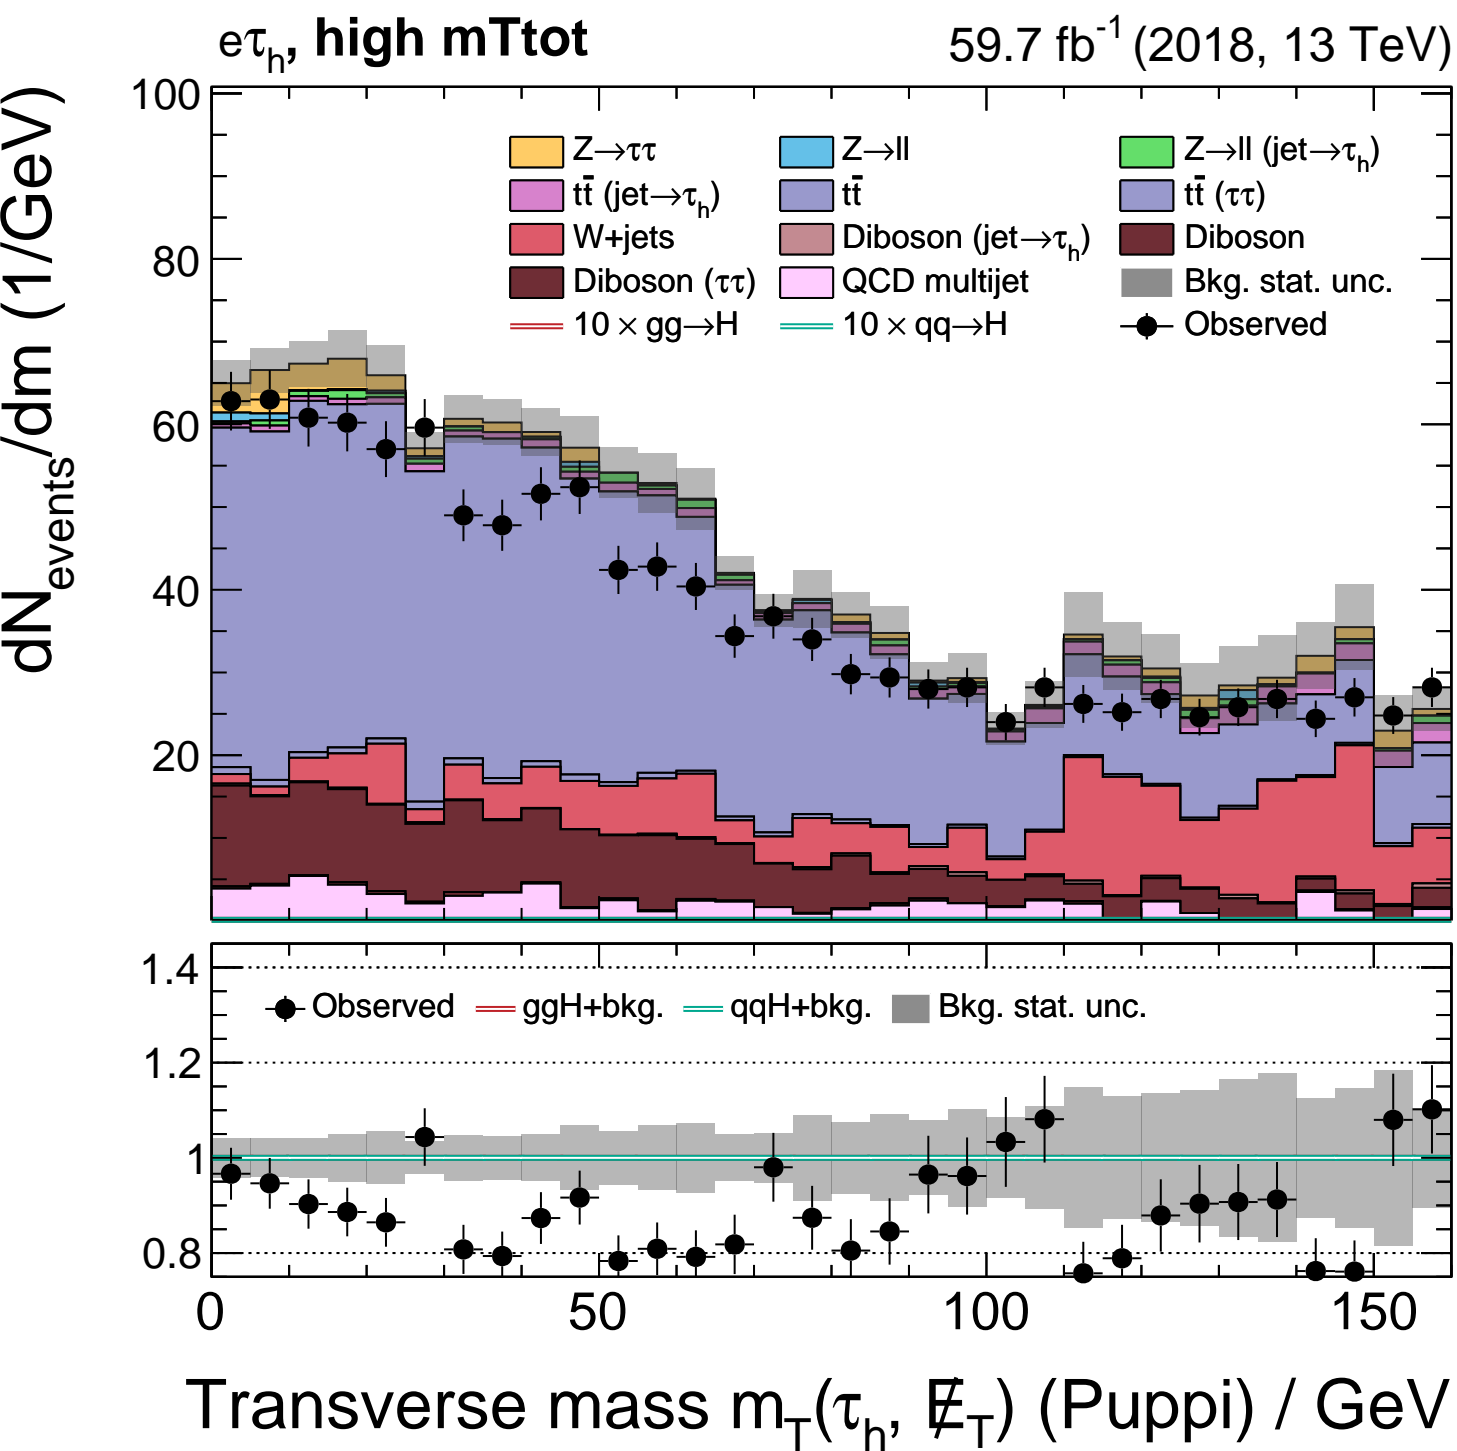 eτh, high mTtot 59.7 fb-1 (2018, 13 TeV)
dNevents/dm (1/GeV)
100
80
60
40
20
Z→ττ Z→ll Z→ll (jet→τh)
tt̄ (jet→τh) tt̄ tt̄ (ττ)
W+jets Diboson (jet→τh) Diboson
Diboson (ττ) QCD multijet Bkg. stat. unc.
10 × gg→H 10 × qq→H Observed
1.4
1.2
1
0.8
Observed ggH+bkg. qqH+bkg. Bkg. stat. unc.
0 50 100 150
Transverse mass mT(τh, E̸T) (Puppi) / GeV